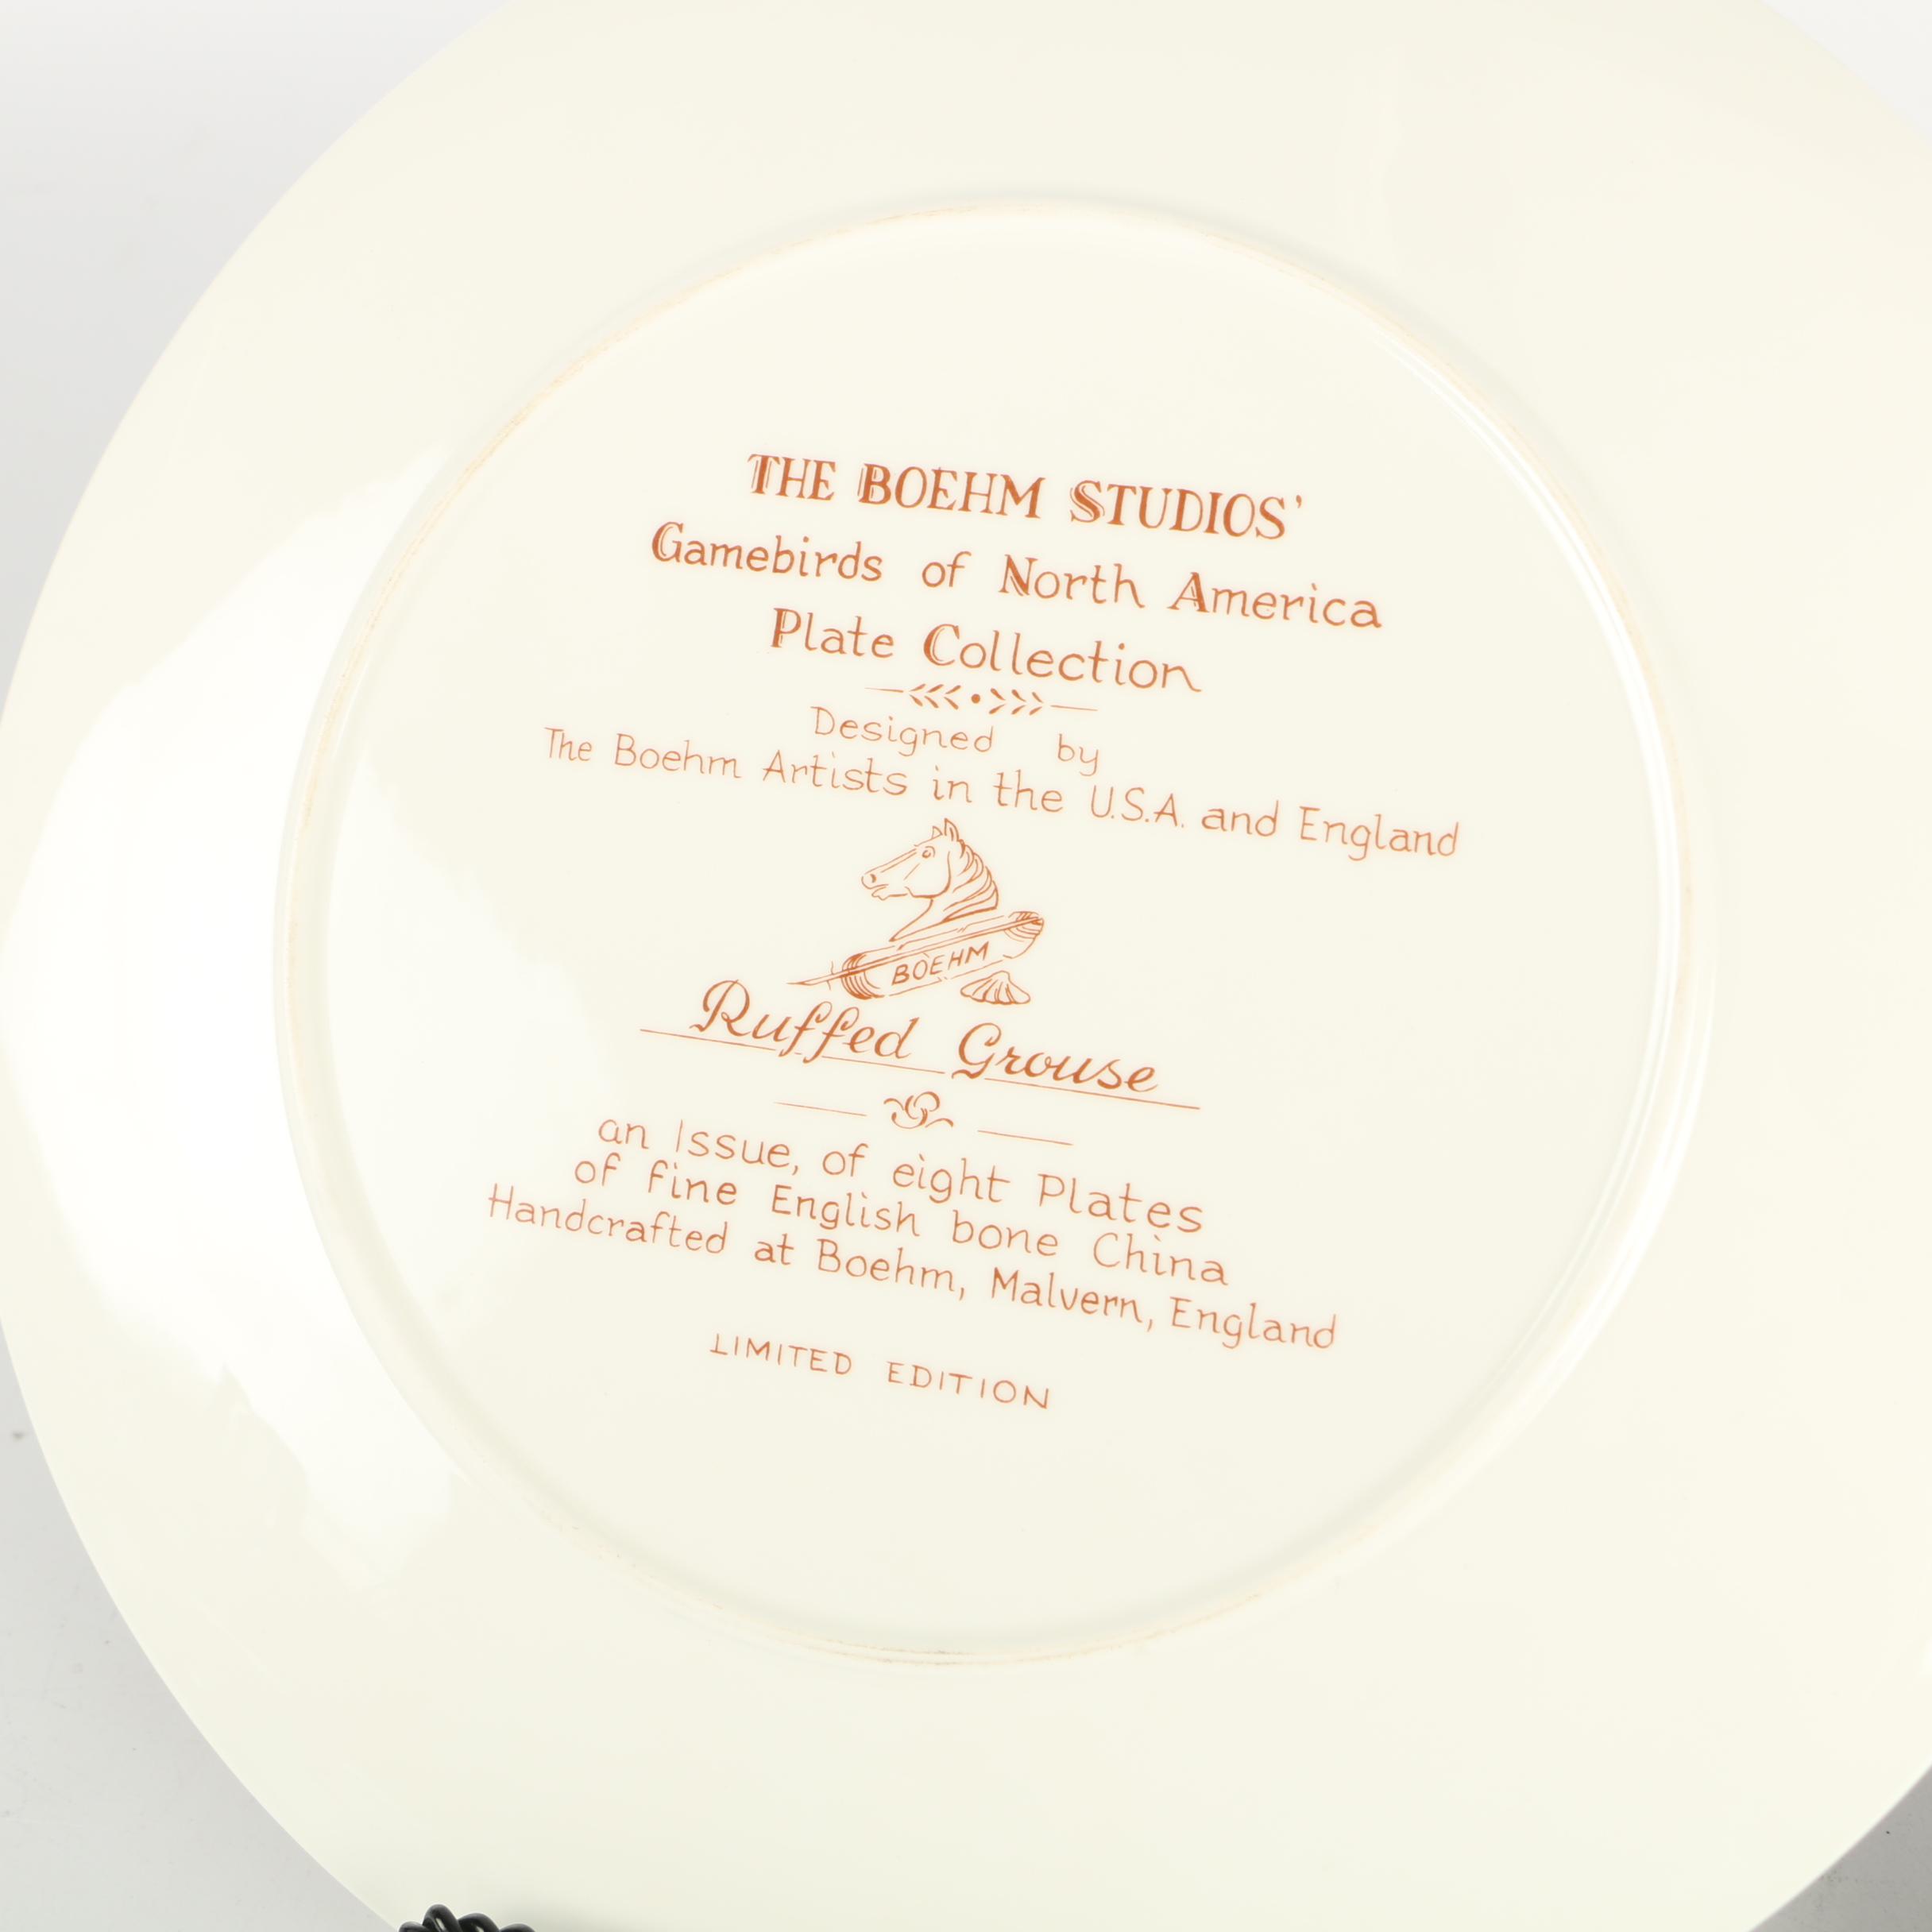 THE BOEHM STUDIOS'
Gamebirds of North America
Plate Collection
Designed by
The Boehm Artists in the U.S.A. and England
BOEHM
Ruffed Grouse
an Issue, of eight Plates
of fine English bone China
Handcrafted at Boehm, Malvern, England
LIMITED EDITION